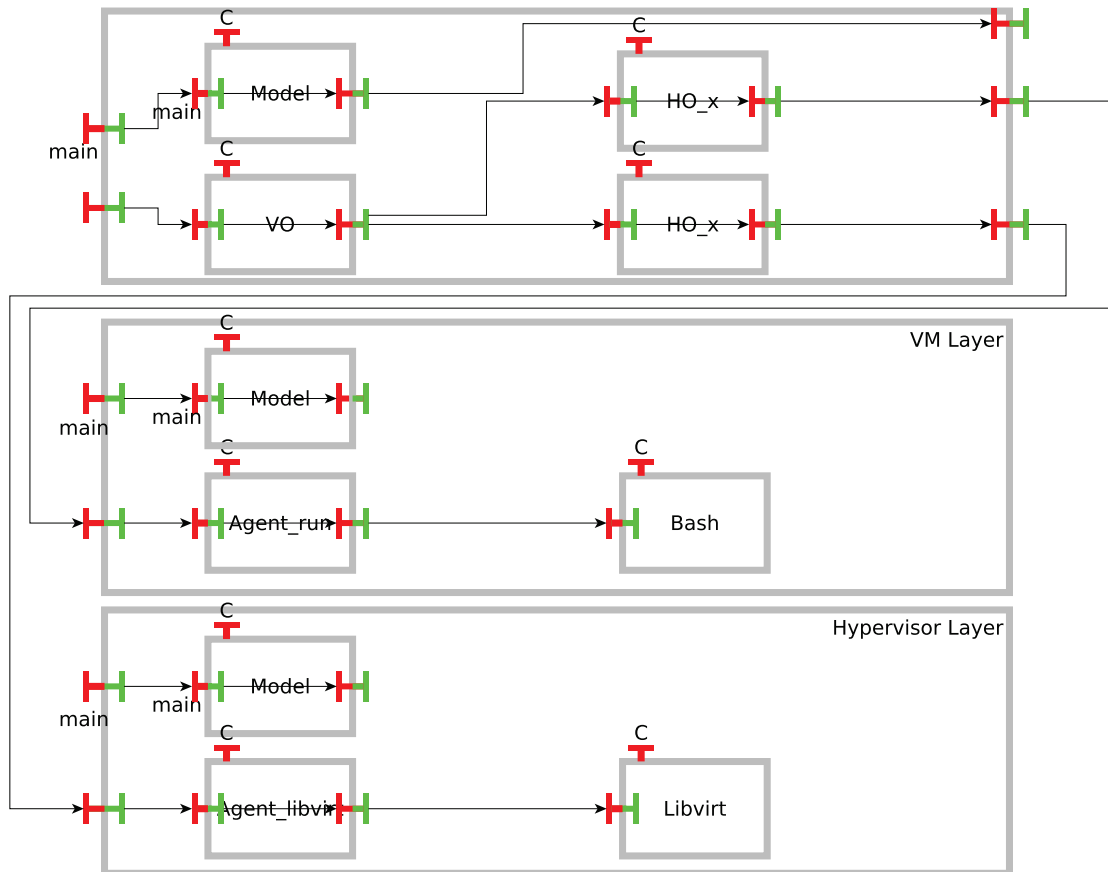 C
C
Model
HO_x
main
main
C
C
VO
HO_x
C
VM Layer
Model
main
main
C
C
Agent_run
Bash
C
Hypervisor Layer
Model
main
main
C
C
Agent_libvirt
Libvirt